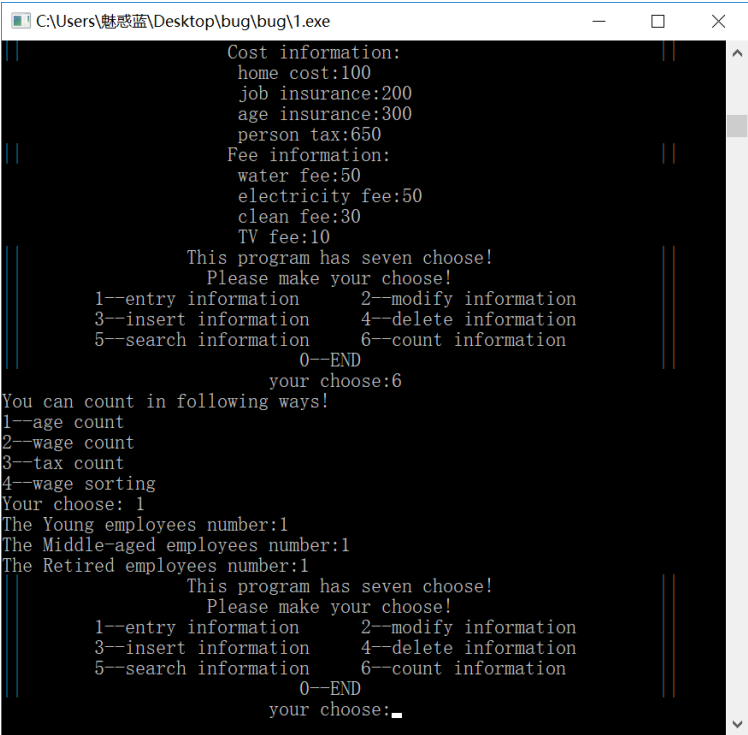 C:\Users\魅惑蓝\Desktop\bug\bug\1.exe
|| Cost information: ||
home cost:100
job insurance:200
age insurance:300
person tax:650
|| Fee information: ||
water fee:50
electricity fee:50
clean fee:30
TV fee:10
|| This program has seven choose! ||
|| Please make your choose! ||
|| 1--entry information 2--modify information ||
|| 3--insert information 4--delete information ||
|| 5--search information 6--count information ||
|| 0--END ||
your choose:6
You can count in following ways!
1--age count
2--wage count
3--tax count
4--wage sorting
Your choose: 1
The Young employees number:1
The Middle-aged employees number:1
The Retired employees number:1
|| This program has seven choose! ||
|| Please make your choose! ||
|| 1--entry information 2--modify information ||
|| 3--insert information 4--delete information ||
|| 5--search information 6--count information ||
|| 0--END ||
your choose: